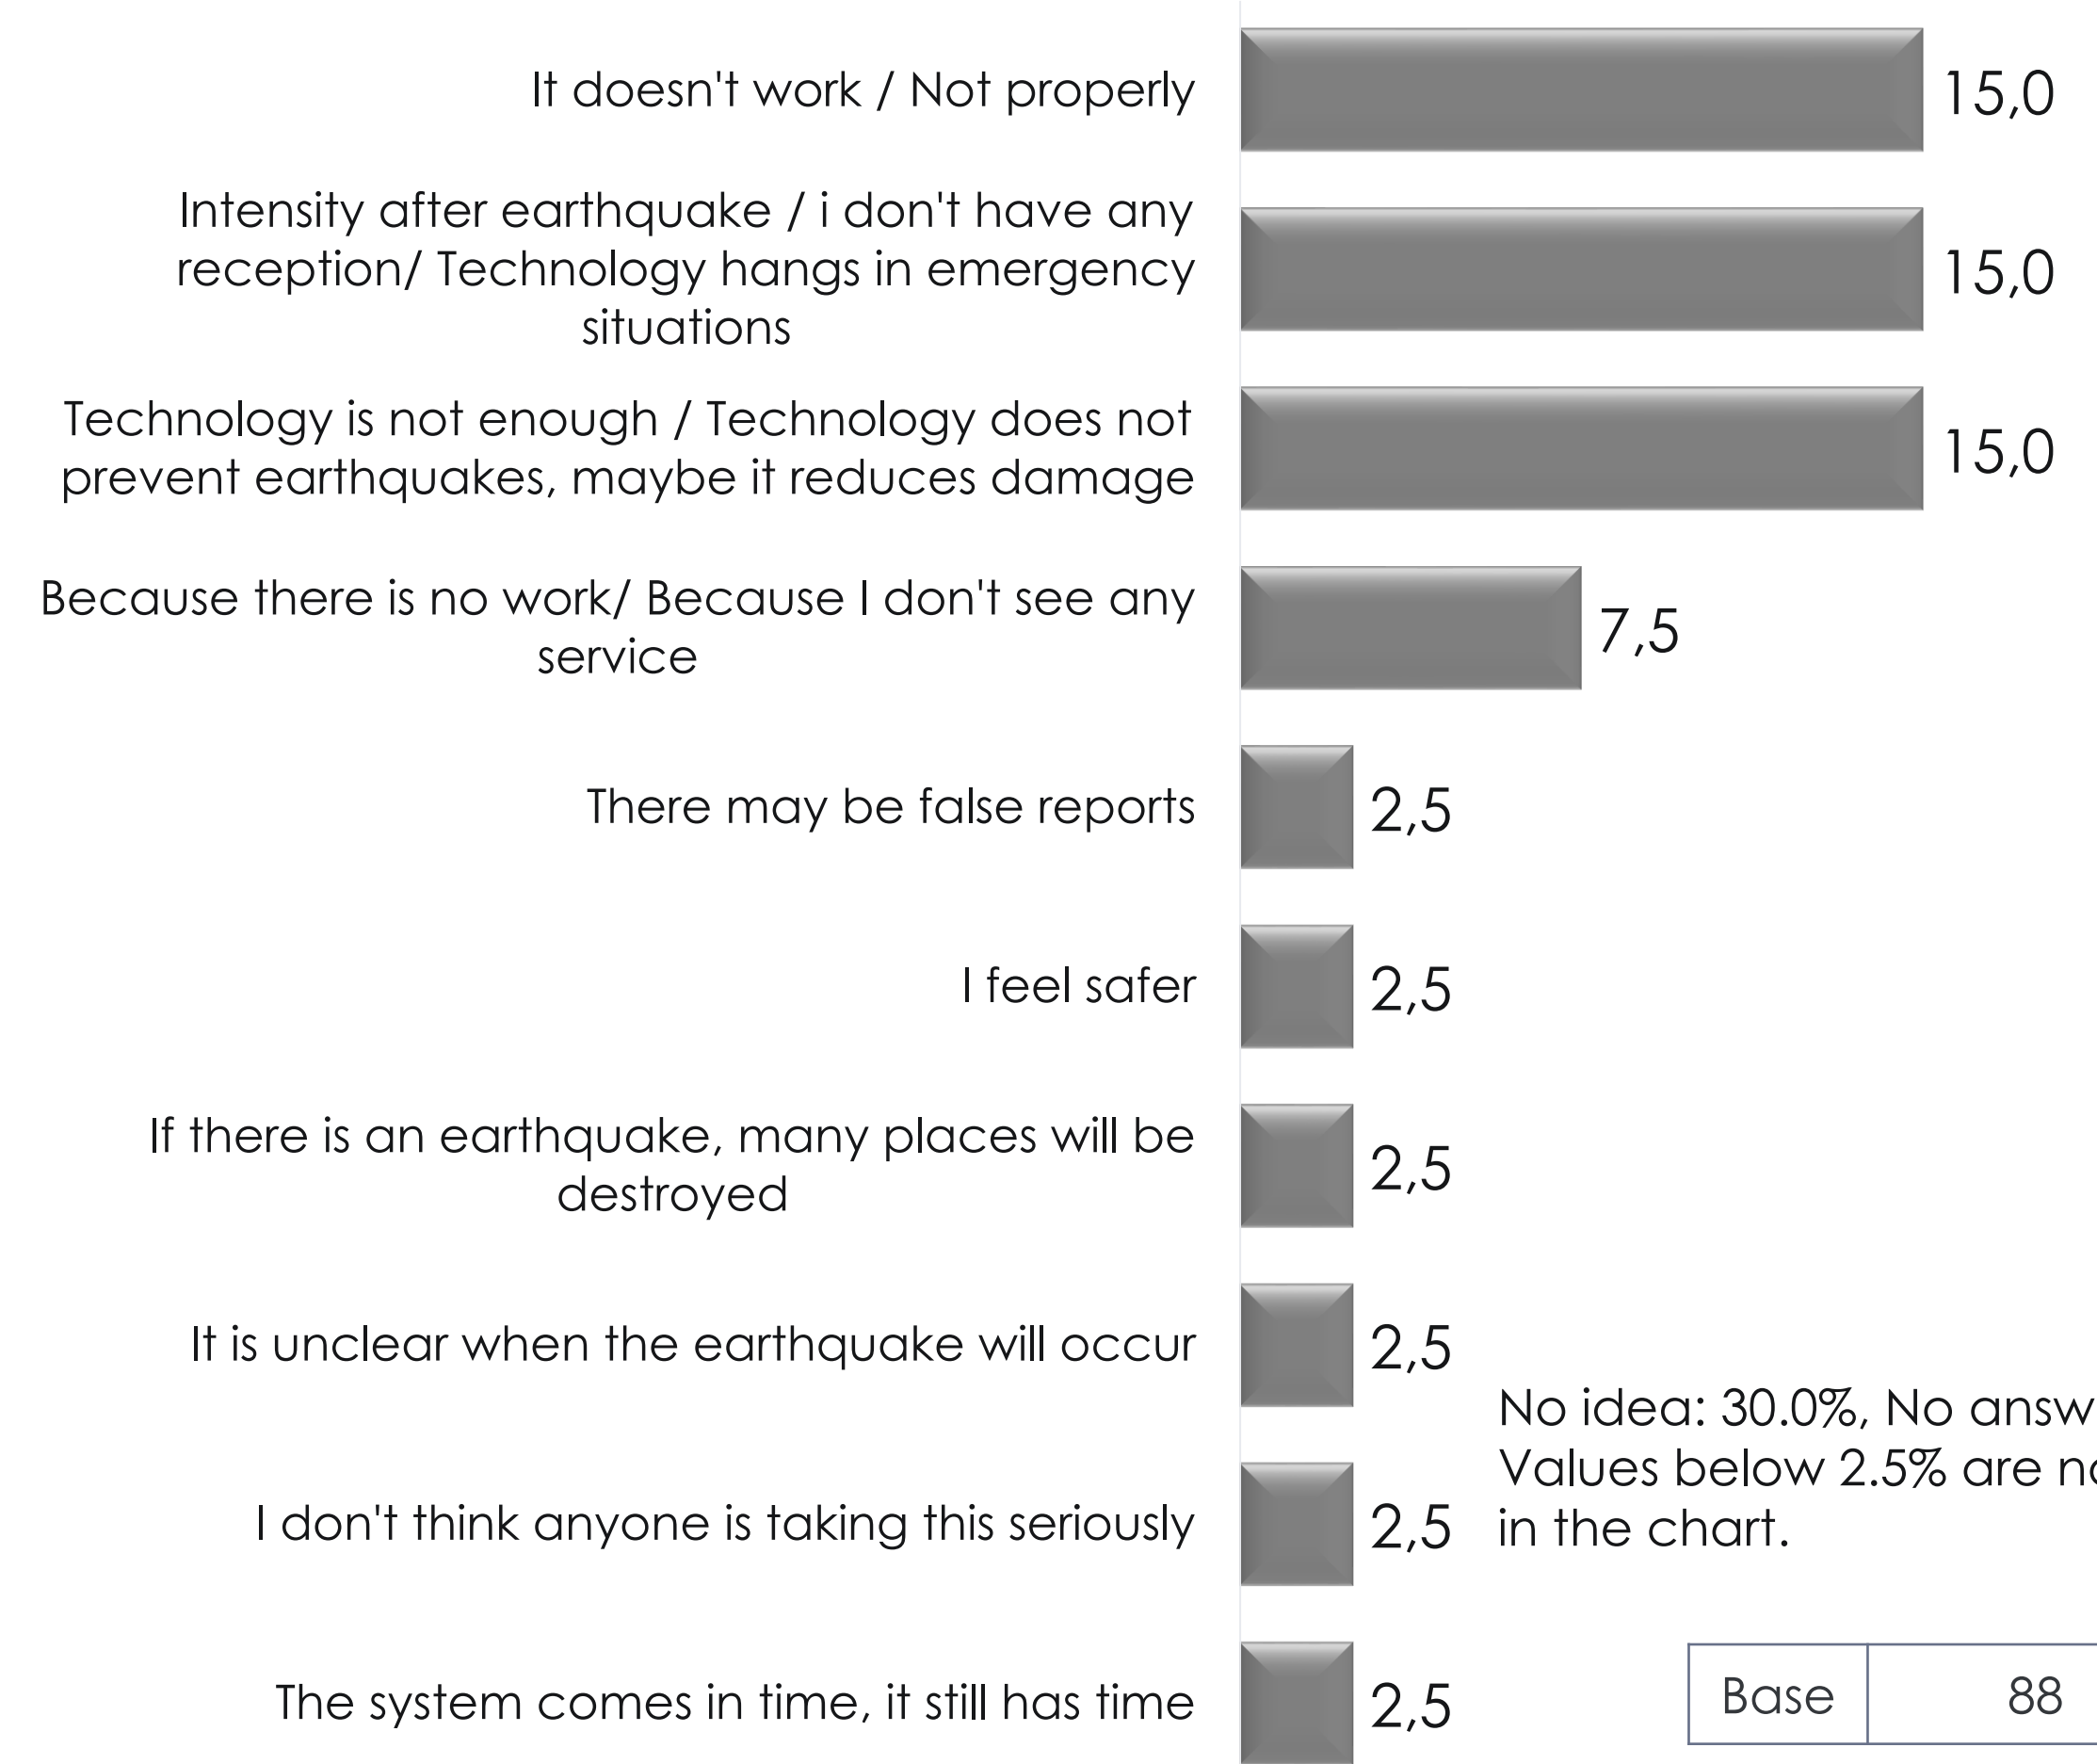 It doesn't work / Not properly
15,0
Intensity after earthquake / i don't have any
reception/ Technology hangs in emergency
situations
15,0
Technology is not enough / Technology does not
prevent earthquakes, maybe it reduces damage
15,0
Because there is no work/ Because I don't see any
service
7,5
There may be false reports
2,5
I feel safer
2,5
If there is an earthquake, many places will be
destroyed
2,5
It is unclear when the earthquake will occur
2,5
I don't think anyone is taking this seriously
2,5
The system comes in time, it still has time
2,5
No idea: 30.0%, No
Values below 2.5% are
in the chart.
Base
88